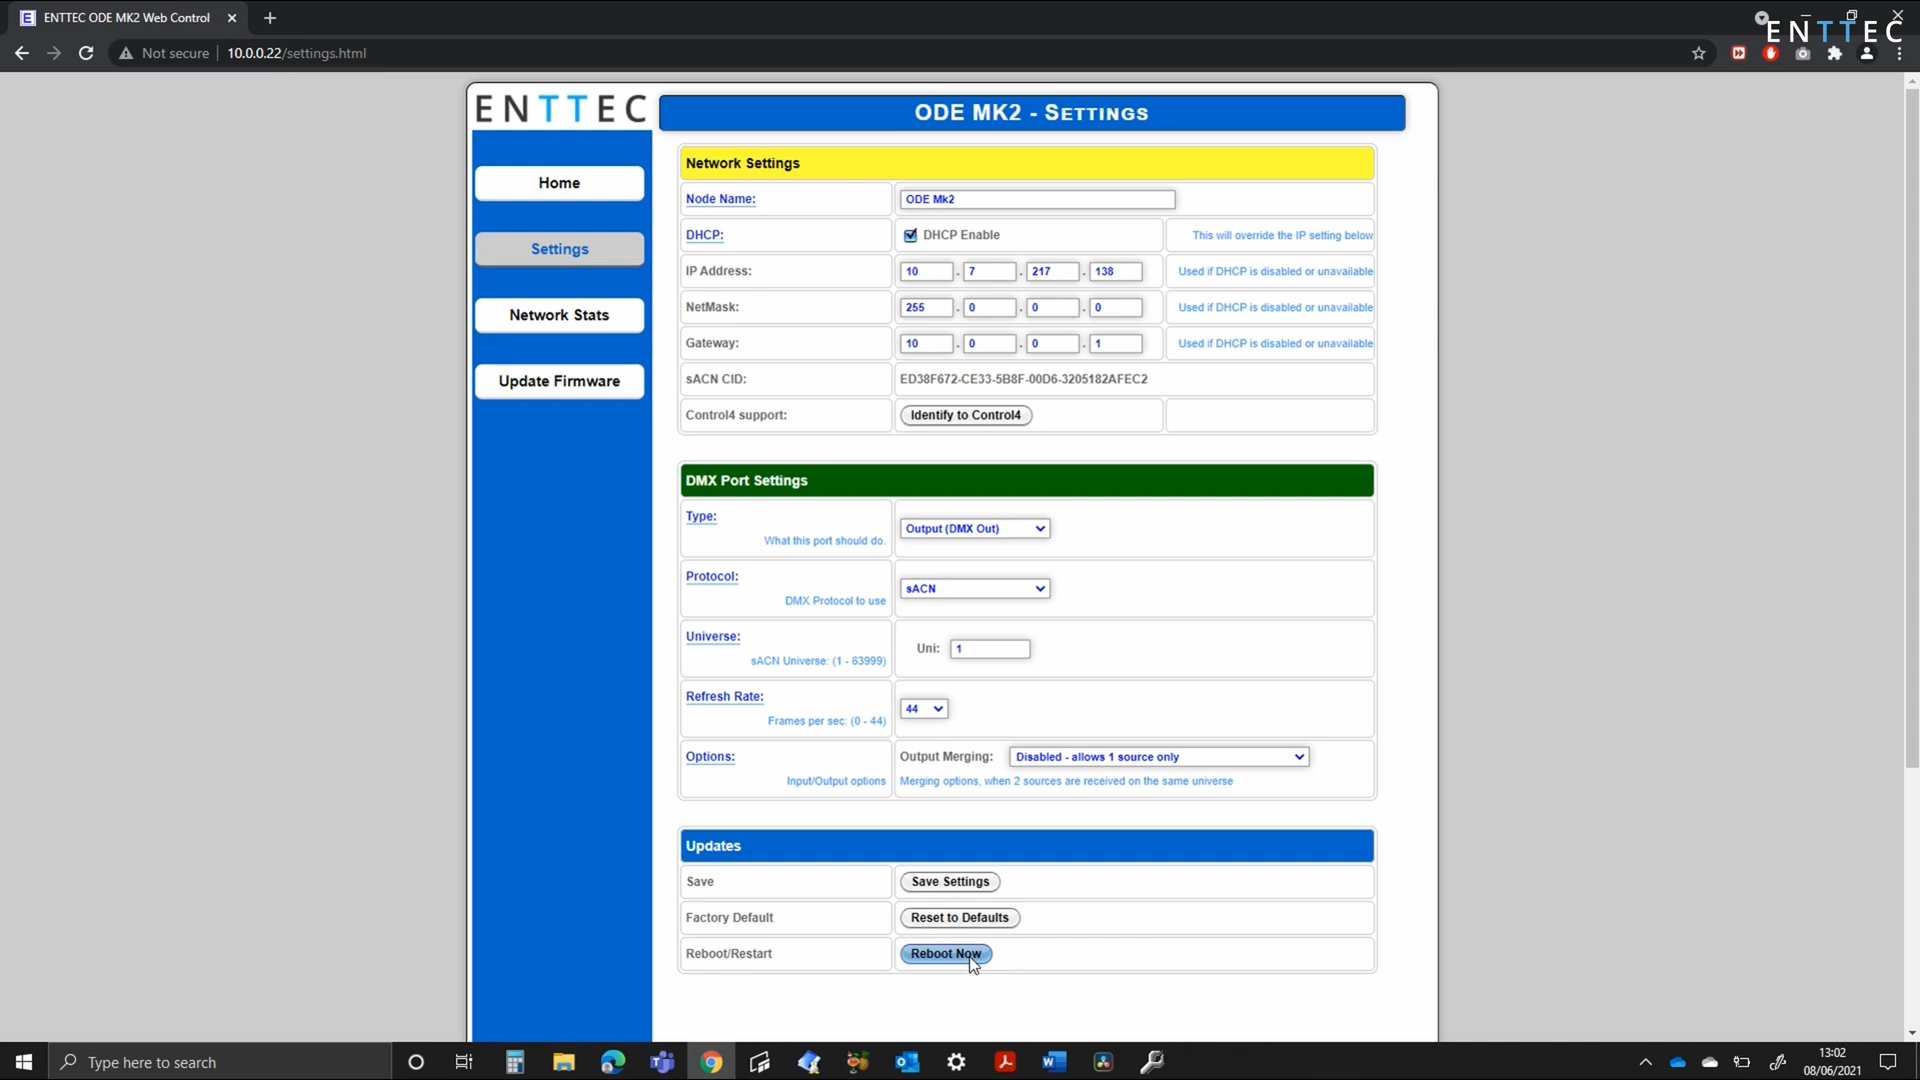 ENTTEC ODE MK2 Web Control
ENTTEC
Not secure
10.0.0.22/settings.html
ENTTEC
ODE MK2 - Settings
Home
Settings
Network Stats
Update Firmware
Network Settings
Node Name:
ODE Mk2
DHCP:
DHCP Enable
This will override the IP setting below
IP Address:
10 . 7 . 217 . 138
Used if DHCP is disabled or unavailable
NetMask:
255 . 0 . 0 . 0
Used if DHCP is disabled or unavailable
Gateway:
10 . 0 . 0 . 1
Used if DHCP is disabled or unavailable
sACN CID:
ED38F672-CE33-5B8F-00D6-3205182AFEC2
Control4 support:
Identify to Control4
DMX Port Settings
Type:
What this port should do.
Output (DMX Out)
Protocol:
DMX Protocol to use
sACN
Universe:
sACN Universe: (1 - 63999)
Uni: 1
Refresh Rate:
Frames per sec: (0 - 44)
44
Options:
Input/Output options
Output Merging: Disabled - allows 1 source only
Merging options, when 2 sources are received on the same universe
Updates
Save
Save Settings
Factory Default
Reset to Defaults
Reboot/Restart
Reboot Now
Type here to search
13:02
08/06/2021